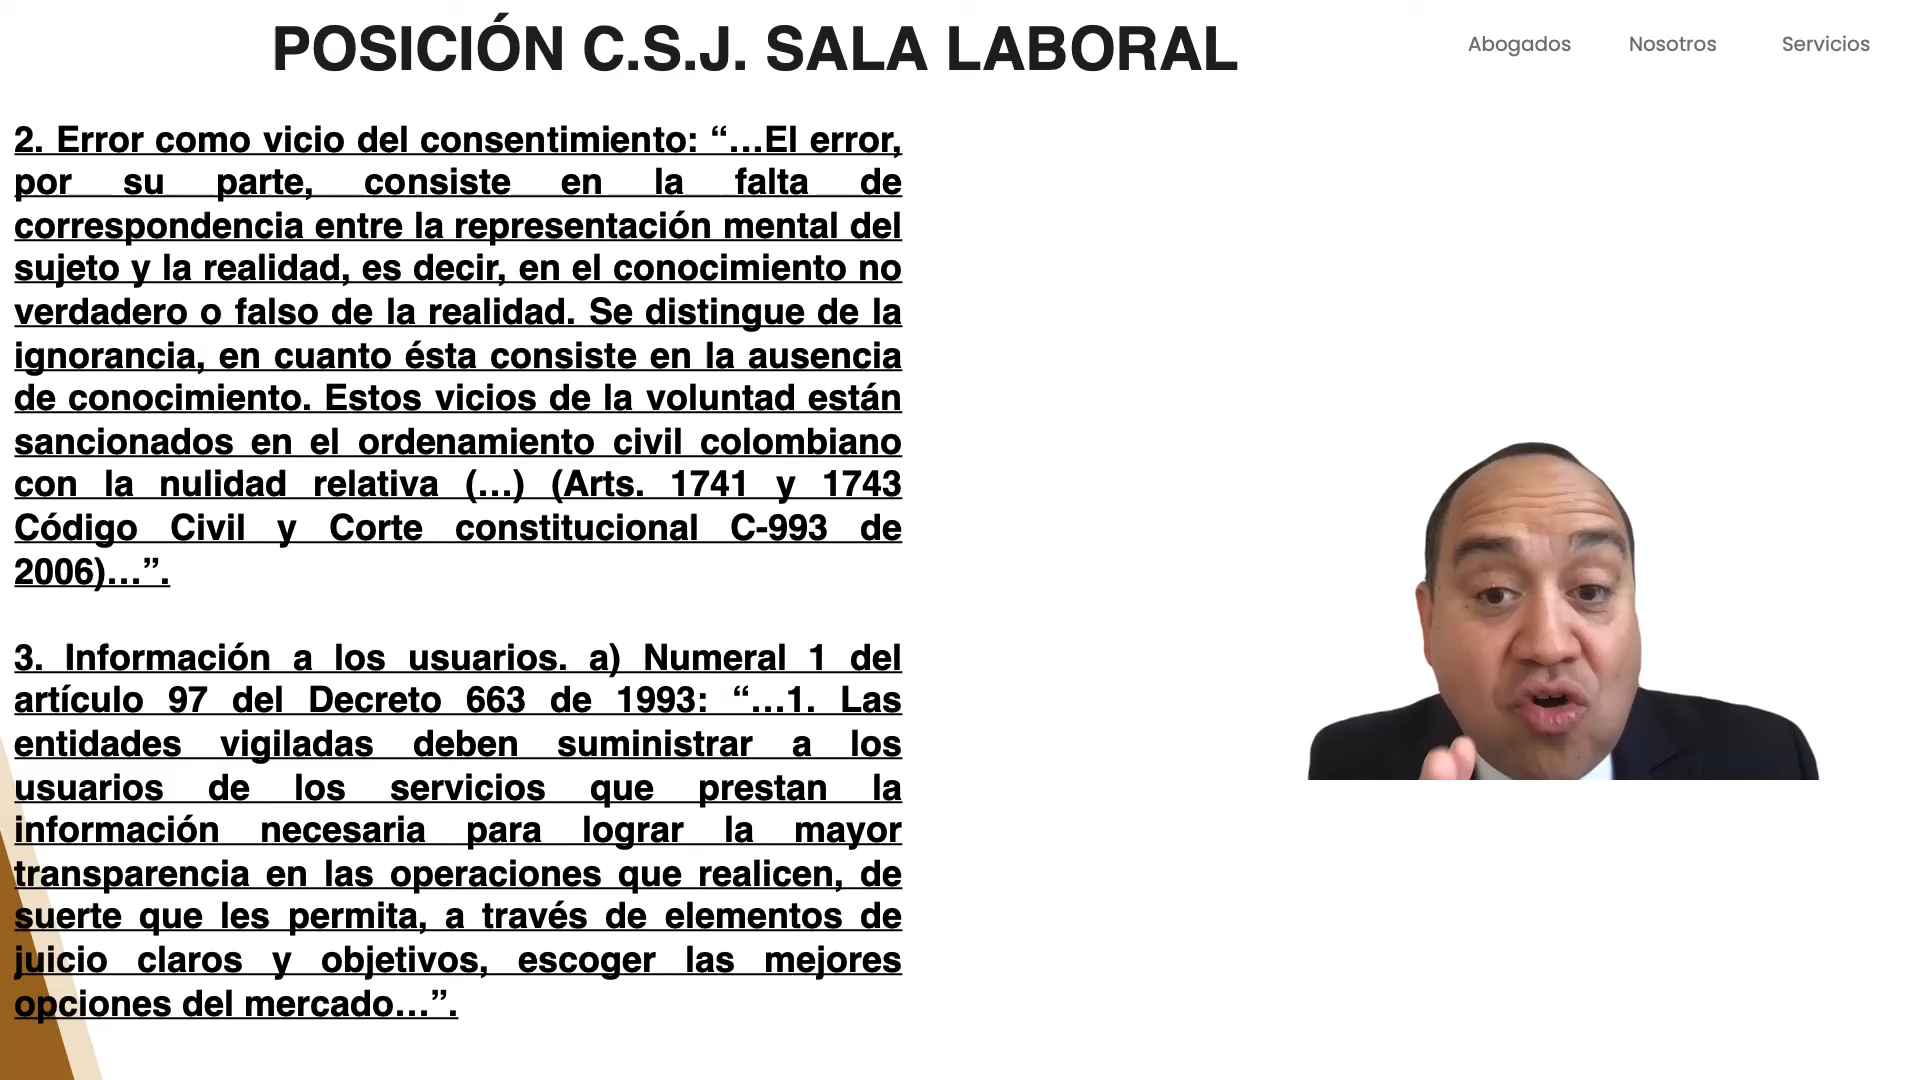 POSICIÓN C.S.J. SALA LABORAL
Abogados Nosotros Servicios
2. Error como vicio del consentimiento: “…El error,
por su parte, consiste en la falta de
correspondencia entre la representación mental del
sujeto y la realidad, es decir, en el conocimiento no
verdadero o falso de la realidad. Se distingue de la
ignorancia, en cuanto ésta consiste en la ausencia
de conocimiento. Estos vicios de la voluntad están
sancionados en el ordenamiento civil colombiano
con la nulidad relativa (…) (Arts. 1741 y 1743
Código Civil y Corte constitucional C-993 de
2006)…”.
3. Información a los usuarios. a) Numeral 1 del
artículo 97 del Decreto 663 de 1993: “…1. Las
entidades vigiladas deben suministrar a los
usuarios de los servicios que prestan la
información necesaria para lograr la mayor
transparencia en las operaciones que realicen, de
suerte que les permita, a través de elementos de
juicio claros y objetivos, escoger las mejores
opciones del mercado…”.